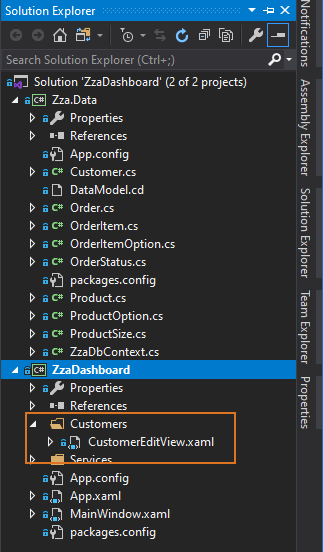 Solution Explorer
Search Solution Explorer (Ctrl+;)
Solution 'ZzaDashboard' (2 of 2 projects)
C# Zza.Data
Properties
References
App.config
C# Customer.cs
DataModel.cd
C# Order.cs
C# OrderItem.cs
C# OrderItemOption.cs
C# OrderStatus.cs
packages.config
C# Product.cs
C# ProductOption.cs
C# ProductSize.cs
C# ZzaDbContext.cs
C# ZzaDashboard
Properties
References
Customers
CustomerEditView.xaml
Services
App.config
App.xaml
MainWindow.xaml
packages.config
Notifications
Assembly Explorer
Solution Explorer
Team Explorer
Properties